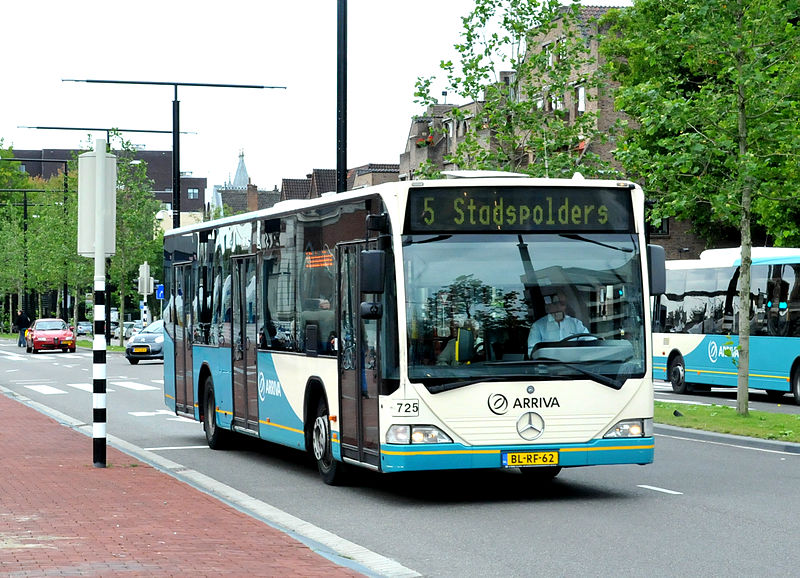 5 Stadspolders
ARRIVA
725
ARRIVA
BL-RF-62